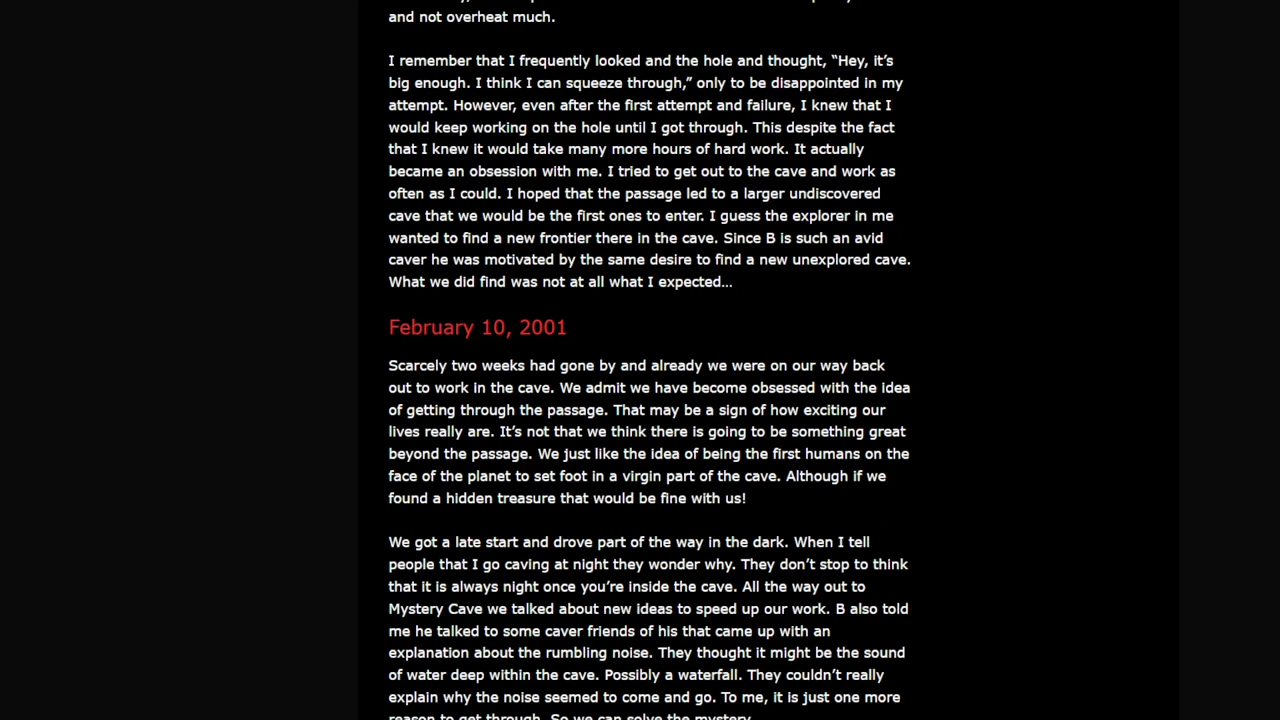 and not overheat much.
I remember that I frequently looked and the hole and thought, “Hey, it’s
big enough. I think I can squeeze through,” only to be disappointed in my
attempt. However, even after the first attempt and failure, I knew that I
would keep working on the hole until I got through. This despite the fact
that I knew it would take many more hours of hard work. It actually
became an obsession with me. I tried to get out to the cave and work as
often as I could. I hoped that the passage led to a larger undiscovered
cave that we would be the first ones to enter. I guess the explorer in me
wanted to find a new frontier there in the cave. Since B is such an avid
caver he was motivated by the same desire to find a new unexplored cave.
What we did find was not at all what I expected…
February 10, 2001
Scarcely two weeks had gone by and already we were on our way back
out to work in the cave. We admit we have become obsessed with the idea
of getting through the passage. That may be a sign of how exciting our
lives really are. It’s not that we think there is going to be something great
beyond the passage. We just like the idea of being the first humans on the
face of the planet to set foot in a virgin part of the cave. Although if we
found a hidden treasure that would be fine with us!
We got a late start and drove part of the way in the dark. When I tell
people that I go caving at night they wonder why. They don’t stop to think
that it is always night once you’re inside the cave. All the way out to
Mystery Cave we talked about new ideas to speed up our work. B also told
me he talked to some caver friends of his that came up with an
explanation about the rumbling noise. They thought it might be the sound
of water deep within the cave. Possibly a waterfall. They couldn’t really
explain why the noise seemed to come and go. To me, it is just one more
reason to get through. So we can solve the mystery.